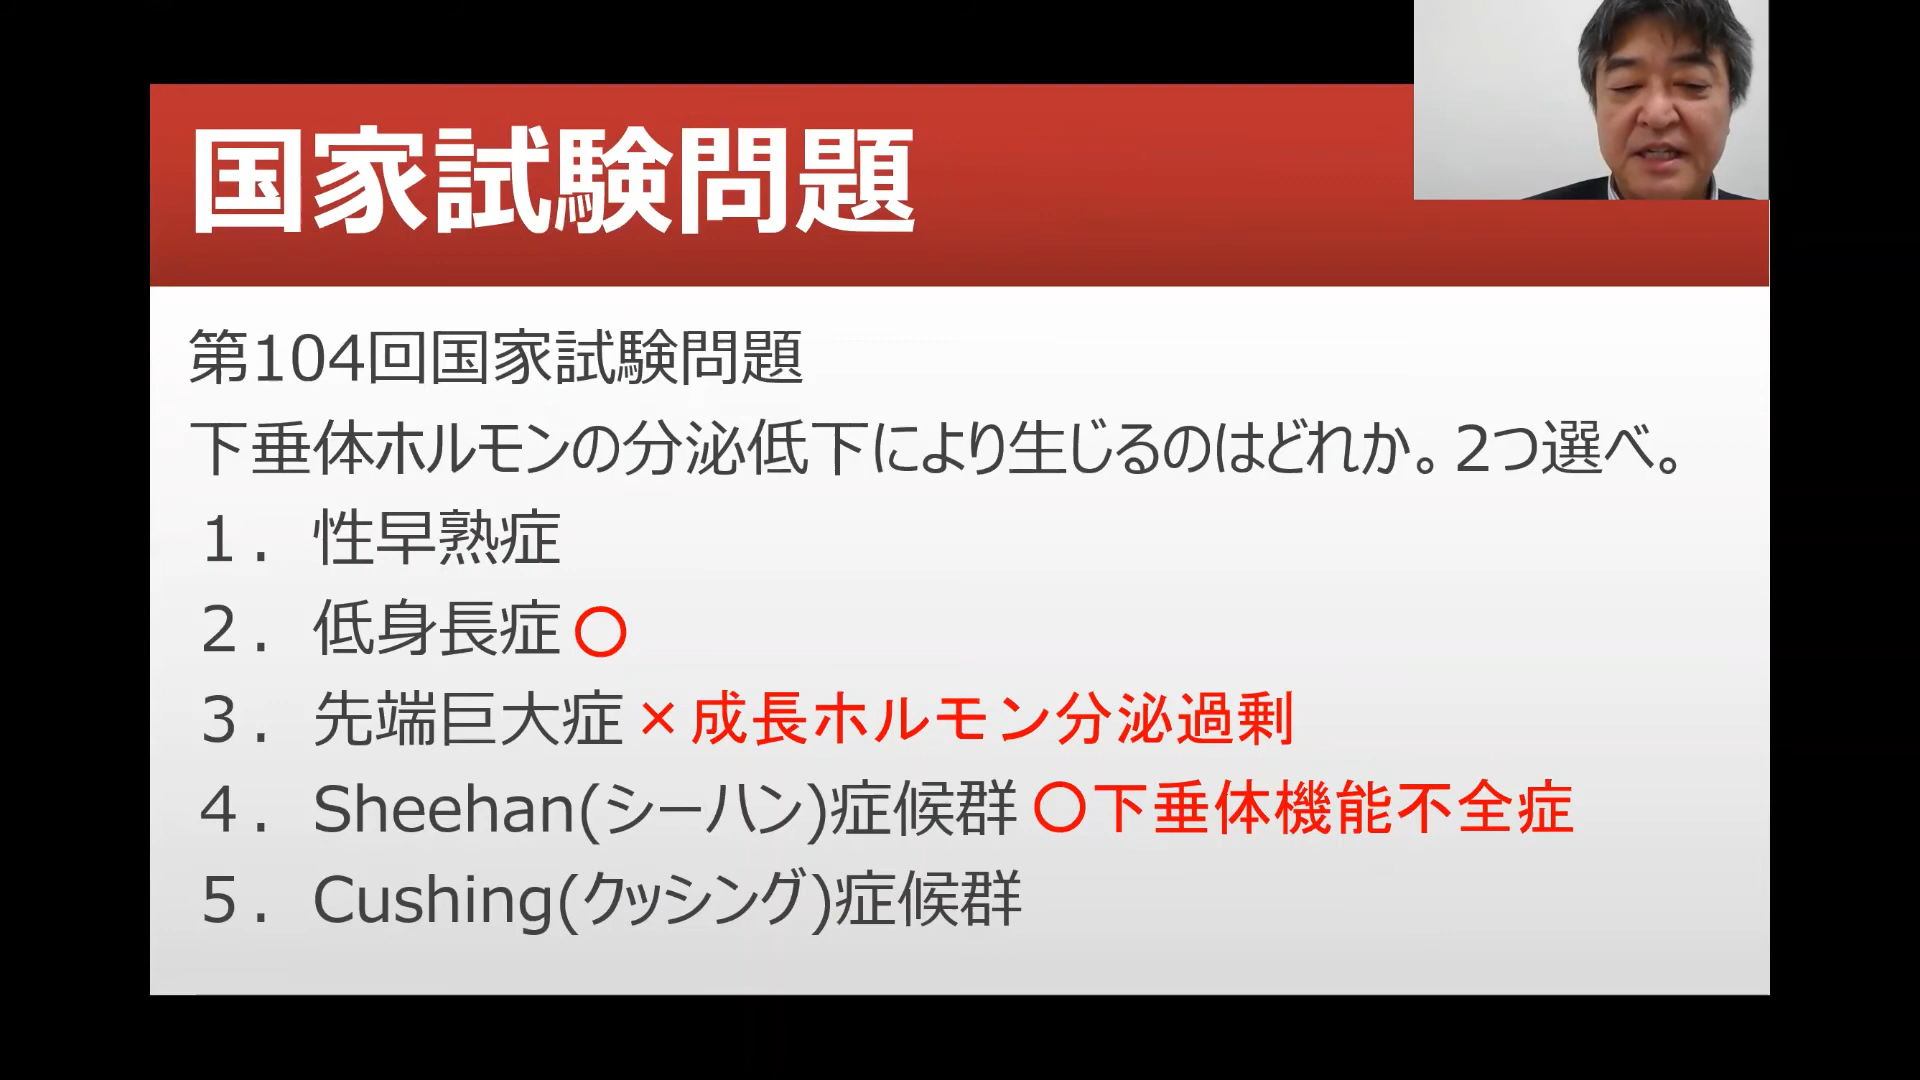 国家試験問題
第104回国家試験問題
下垂体ホルモンの分泌低下により生じるのはどれか。2つ選べ。
１．性早熟症
２．低身長症〇
３．先端巨大症×成長ホルモン分泌過剰
４．Sheehan(シーハン)症候群〇下垂体機能不全症
５．Cushing(クッシング)症候群